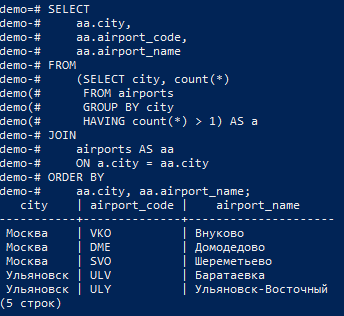 demo=# SELECT
demo-#     aa.city,
demo-#     aa.airport_code,
demo-#     aa.airport_name
demo-# FROM
demo-#     (SELECT city, count(*)
demo(#      FROM airports
demo(#      GROUP BY city
demo(#      HAVING count(*) > 1) AS a
demo-# JOIN
demo-#     airports AS aa
demo-#     ON a.city = aa.city
demo-# ORDER BY
demo-#     aa.city, aa.airport_name;
   city    | airport_code |    airport_name
-----------+--------------+---------------------
 Москва    | VKO          | Внуково
 Москва    | DME          | Домодедово
 Москва    | SVO          | Шереметьево
 Ульяновск | ULV          | Баратаевка
 Ульяновск | ULY          | Ульяновск-Восточный
(5 строк)